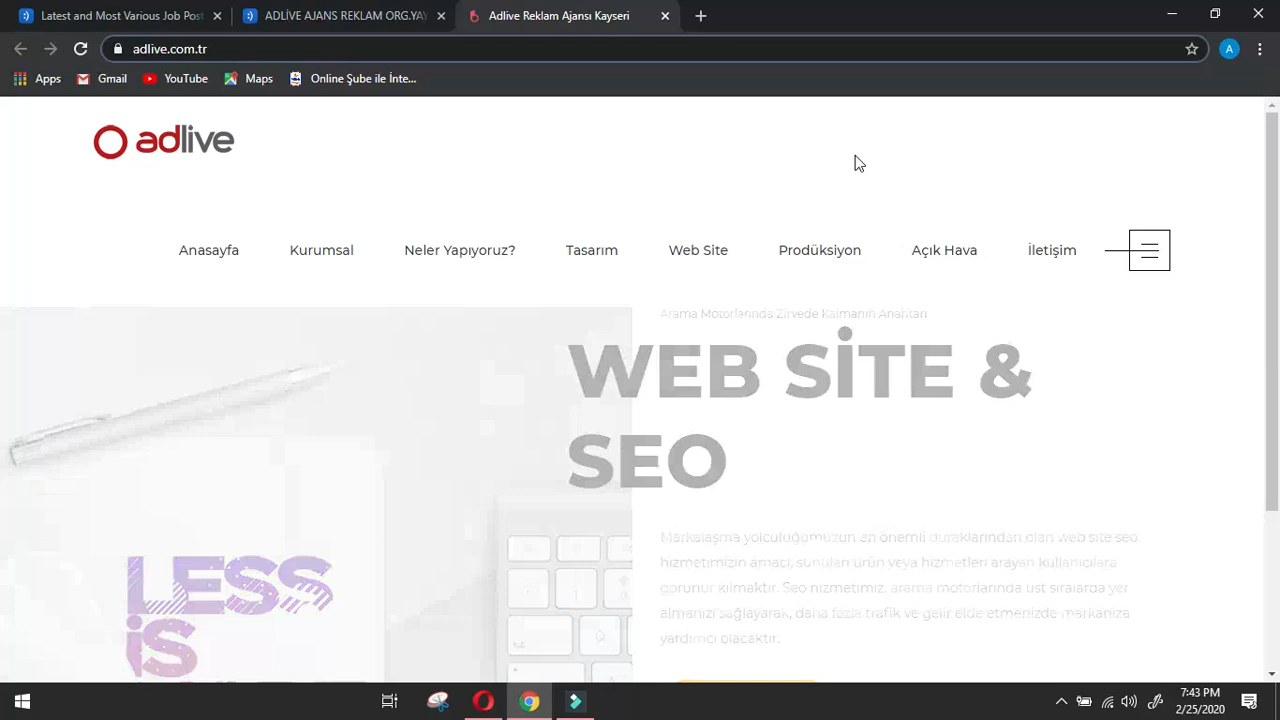 Latest and Most Various Job Post
ADLİVE AJANS REKLAM ORG.YAY
Adlive Reklam Ajansı Kayseri
adlive.com.tr
A
Apps
Gmail
YouTube
Maps
Online Şube ile İnte...
adlive
Anasayfa
Kurumsal
Neler Yapıyoruz?
Tasarım
Web Site
Prodüksiyon
Açık Hava
İletişim
Arama Motorlarında Zirvede Kalmanın Anahtarı
WEB SİTE &
SEO
Markalaşma yolculuğumuzun en önemli duraklarından olan web site seo
hizmetimizin amacı, sunulan ürün veya hizmetleri arayan kullanıcılara
görünür kılmaktır. Seo hizmetimiz, arama motorlarında üst sıralarda yer
almanızı sağlayarak, daha fazla trafik ve gelir elde etmenizde markanıza
yardımcı olacaktır.
LESS
iS
7:43 PM
2/25/2020